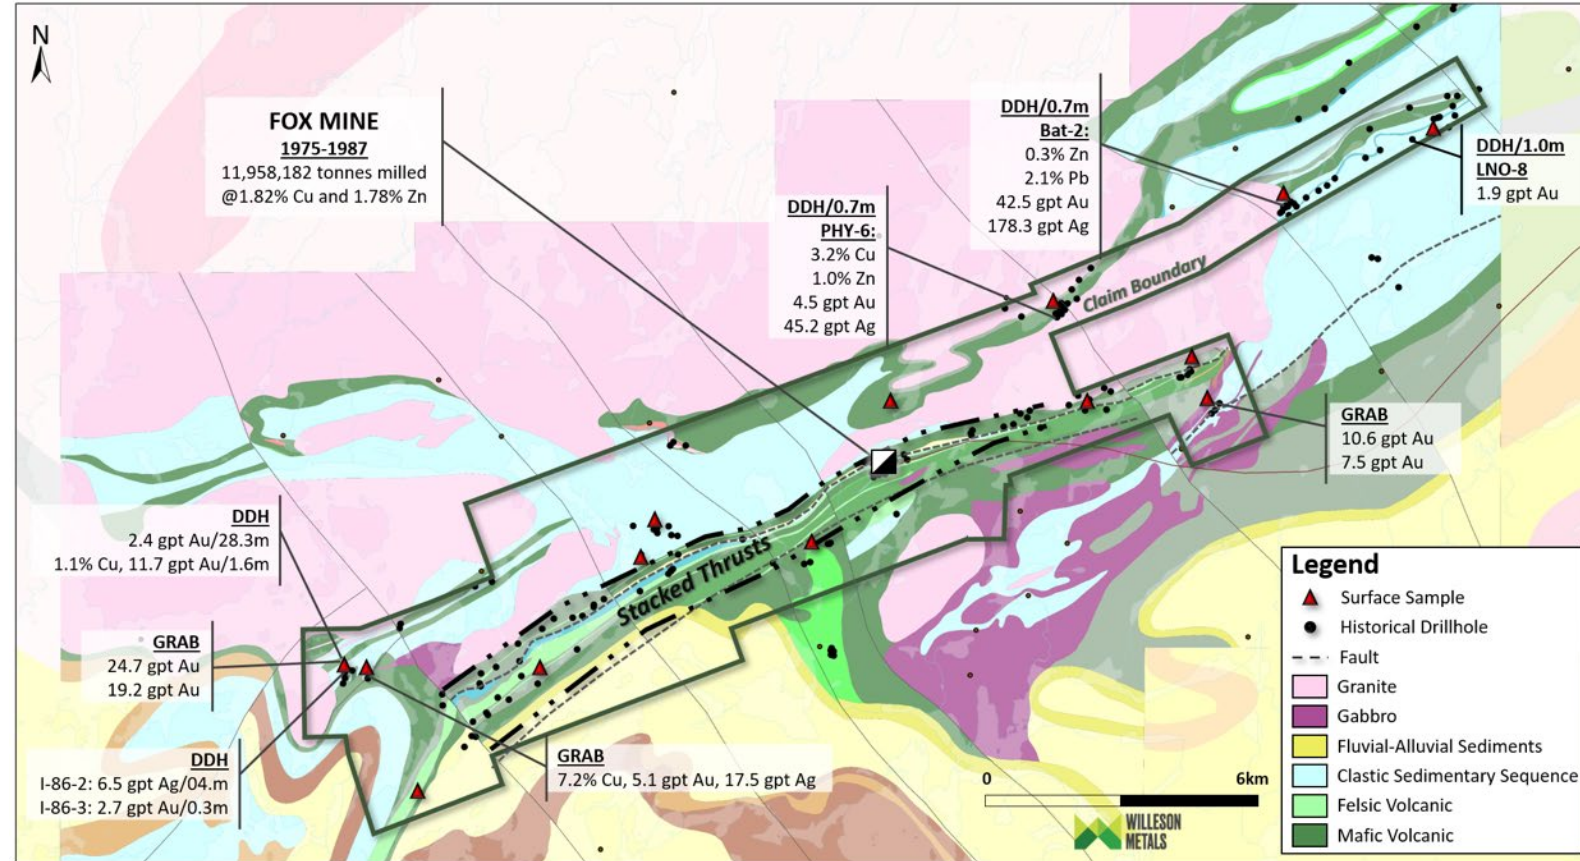 N
FOX MINE
1975-1987
11,958,182 tonnes milled
@1.82% Cu and 1.78% Zn
DDH/0.7m
PHY-6:
3.2% Cu
1.0% Zn
4.5 gpt Au
45.2 gpt Ag
DDH/0.7m
Bat-2:
0.3% Zn
2.1% Pb
42.5 gpt Au
178.3 gpt Ag
DDH/1.0m
LNO-8
1.9 gpt Au
Claim Boundary
GRAB
10.6 gpt Au
7.5 gpt Au
Stacked Thrusts
DDH
2.4 gpt Au/28.3m
1.1% Cu, 11.7 gpt Au/1.6m
GRAB
24.7 gpt Au
19.2 gpt Au
DDH
I-86-2: 6.5 gpt Ag/04.m
I-86-3: 2.7 gpt Au/0.3m
GRAB
7.2% Cu, 5.1 gpt Au, 17.5 gpt Ag
0 6km
WILLESON
METALS
Legend
Surface Sample
Historical Drillhole
Fault
Granite
Gabbro
Fluvial-Alluvial Sediments
Clastic Sedimentary Sequence
Felsic Volcanic
Mafic Volcanic